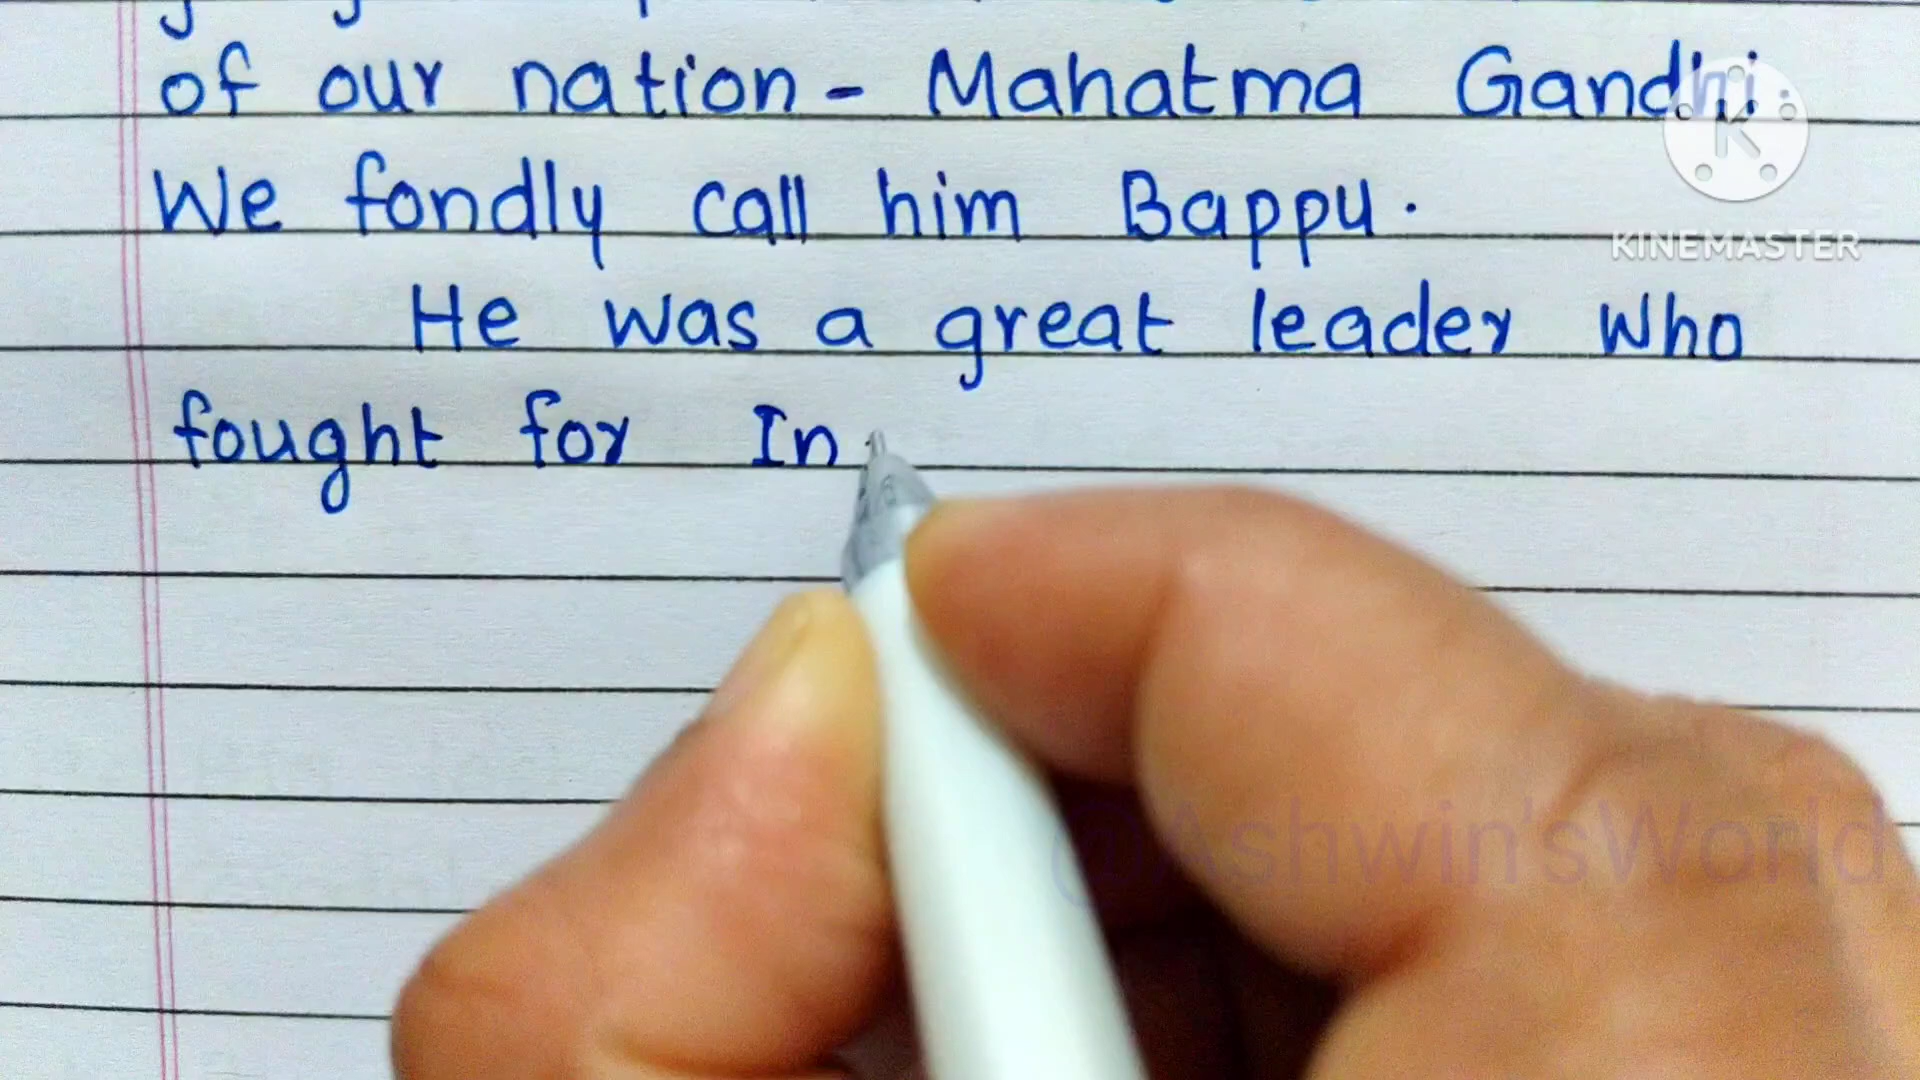 of our nation - Mahatma Gandhi.
We fondly call him Bappu.
He was a great leader who
fought for In
K
KINEMASTER
@Ashwin'sWorld